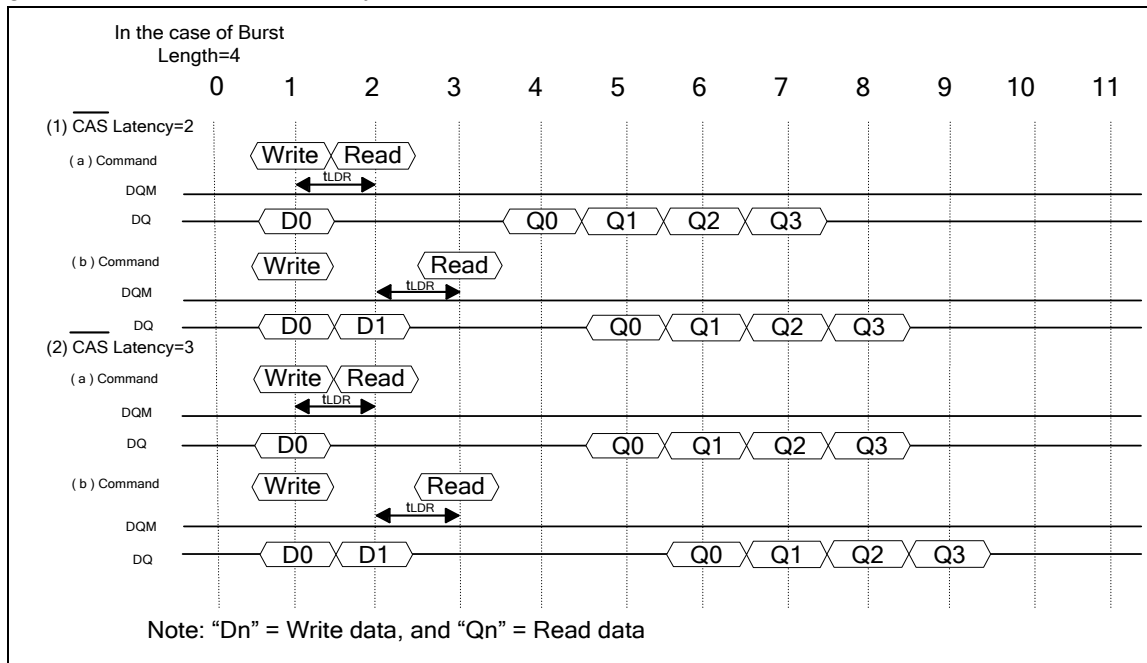 In the case of Burst
Length=4
0 1 2 3 4 5 6 7 8 9 10 11
(1) CAS Latency=2
( a ) Command Write Read
tLDR
DQM
DQ D0 Q0 Q1 Q2 Q3
( b ) Command Write Read
tLDR
DQM
DQ D0 D1 Q0 Q1 Q2 Q3
(2) CAS Latency=3
( a ) Command Write Read
tLDR
DQM
DQ D0 Q0 Q1 Q2 Q3
( b ) Command Write Read
tLDR
DQM
DQ D0 D1 Q0 Q1 Q2 Q3
Note: “Dn” = Write data, and “Qn” = Read data